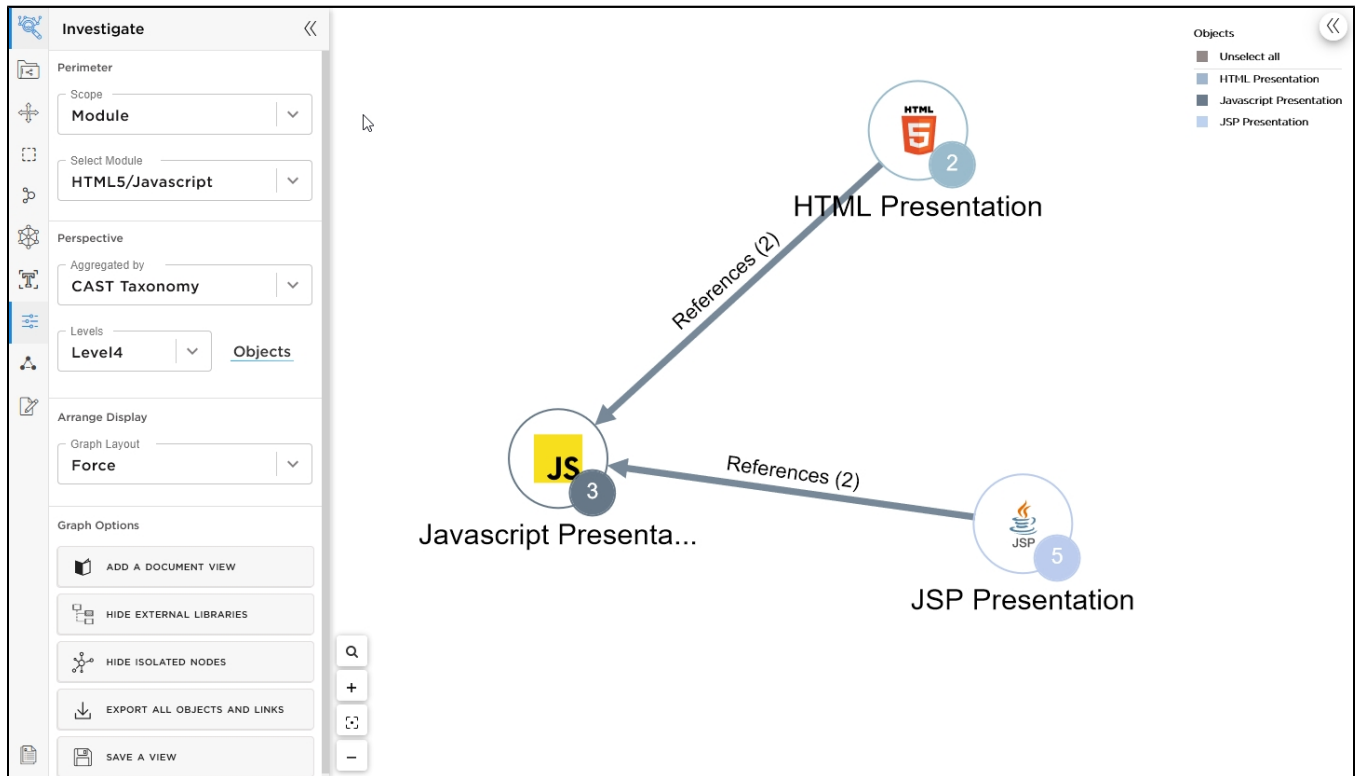 Investigate
Perimeter
Scope
Module
Select Module
HTML5/Javascript
Perspective
Aggregated by
CAST Taxonomy
Levels
Level4
Objects
Arrange Display
Graph Layout
Force
Graph Options
ADD A DOCUMENT VIEW
HIDE EXTERNAL LIBRARIES
HIDE ISOLATED NODES
EXPORT ALL OBJECTS AND LINKS
SAVE A VIEW
HTML
5
2
HTML Presentation
References (2)
JS
3
Javascript Presenta...
References (2)
JSP
5
JSP Presentation
Objects
Unselect all
HTML Presentation
Javascript Presentation
JSP Presentation